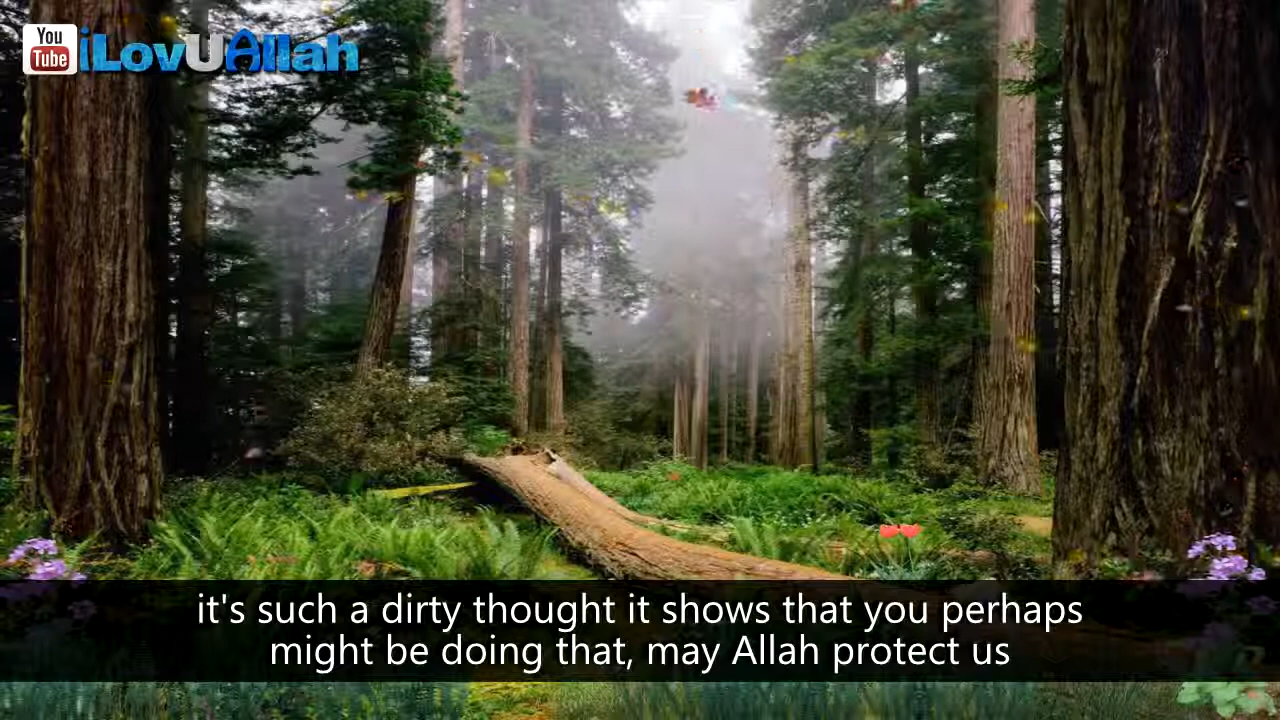 You
Tube
iLovUAllah
it's such a dirty thought it shows that you perhaps
might be doing that, may Allah protect us